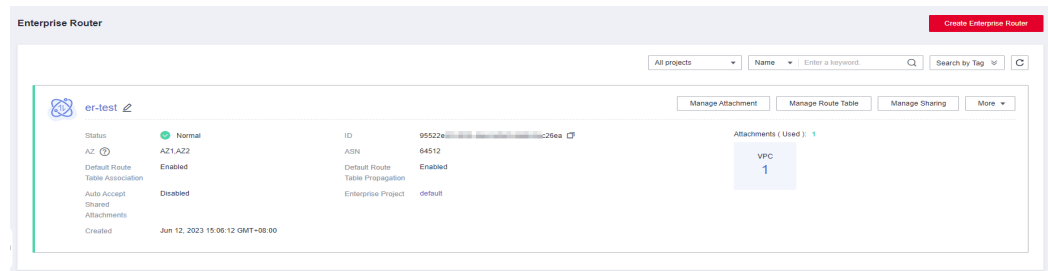 Enterprise Router
Create Enterprise Router
All projects
Name
Enter a keyword.
Search by Tag
er-test
Manage Attachment
Manage Route Table
Manage Sharing
More
Status Normal
ID 95522e c26ea
Attachments ( Used ): 1
AZ ? AZ1,AZ2
ASN 64512
VPC
1
Default Route
Table Association
Enabled
Default Route
Table Propagation
Enabled
Auto Accept
Shared
Attachments
Disabled
Enterprise Project default
Created Jun 12, 2023 15:06:12 GMT+08:00